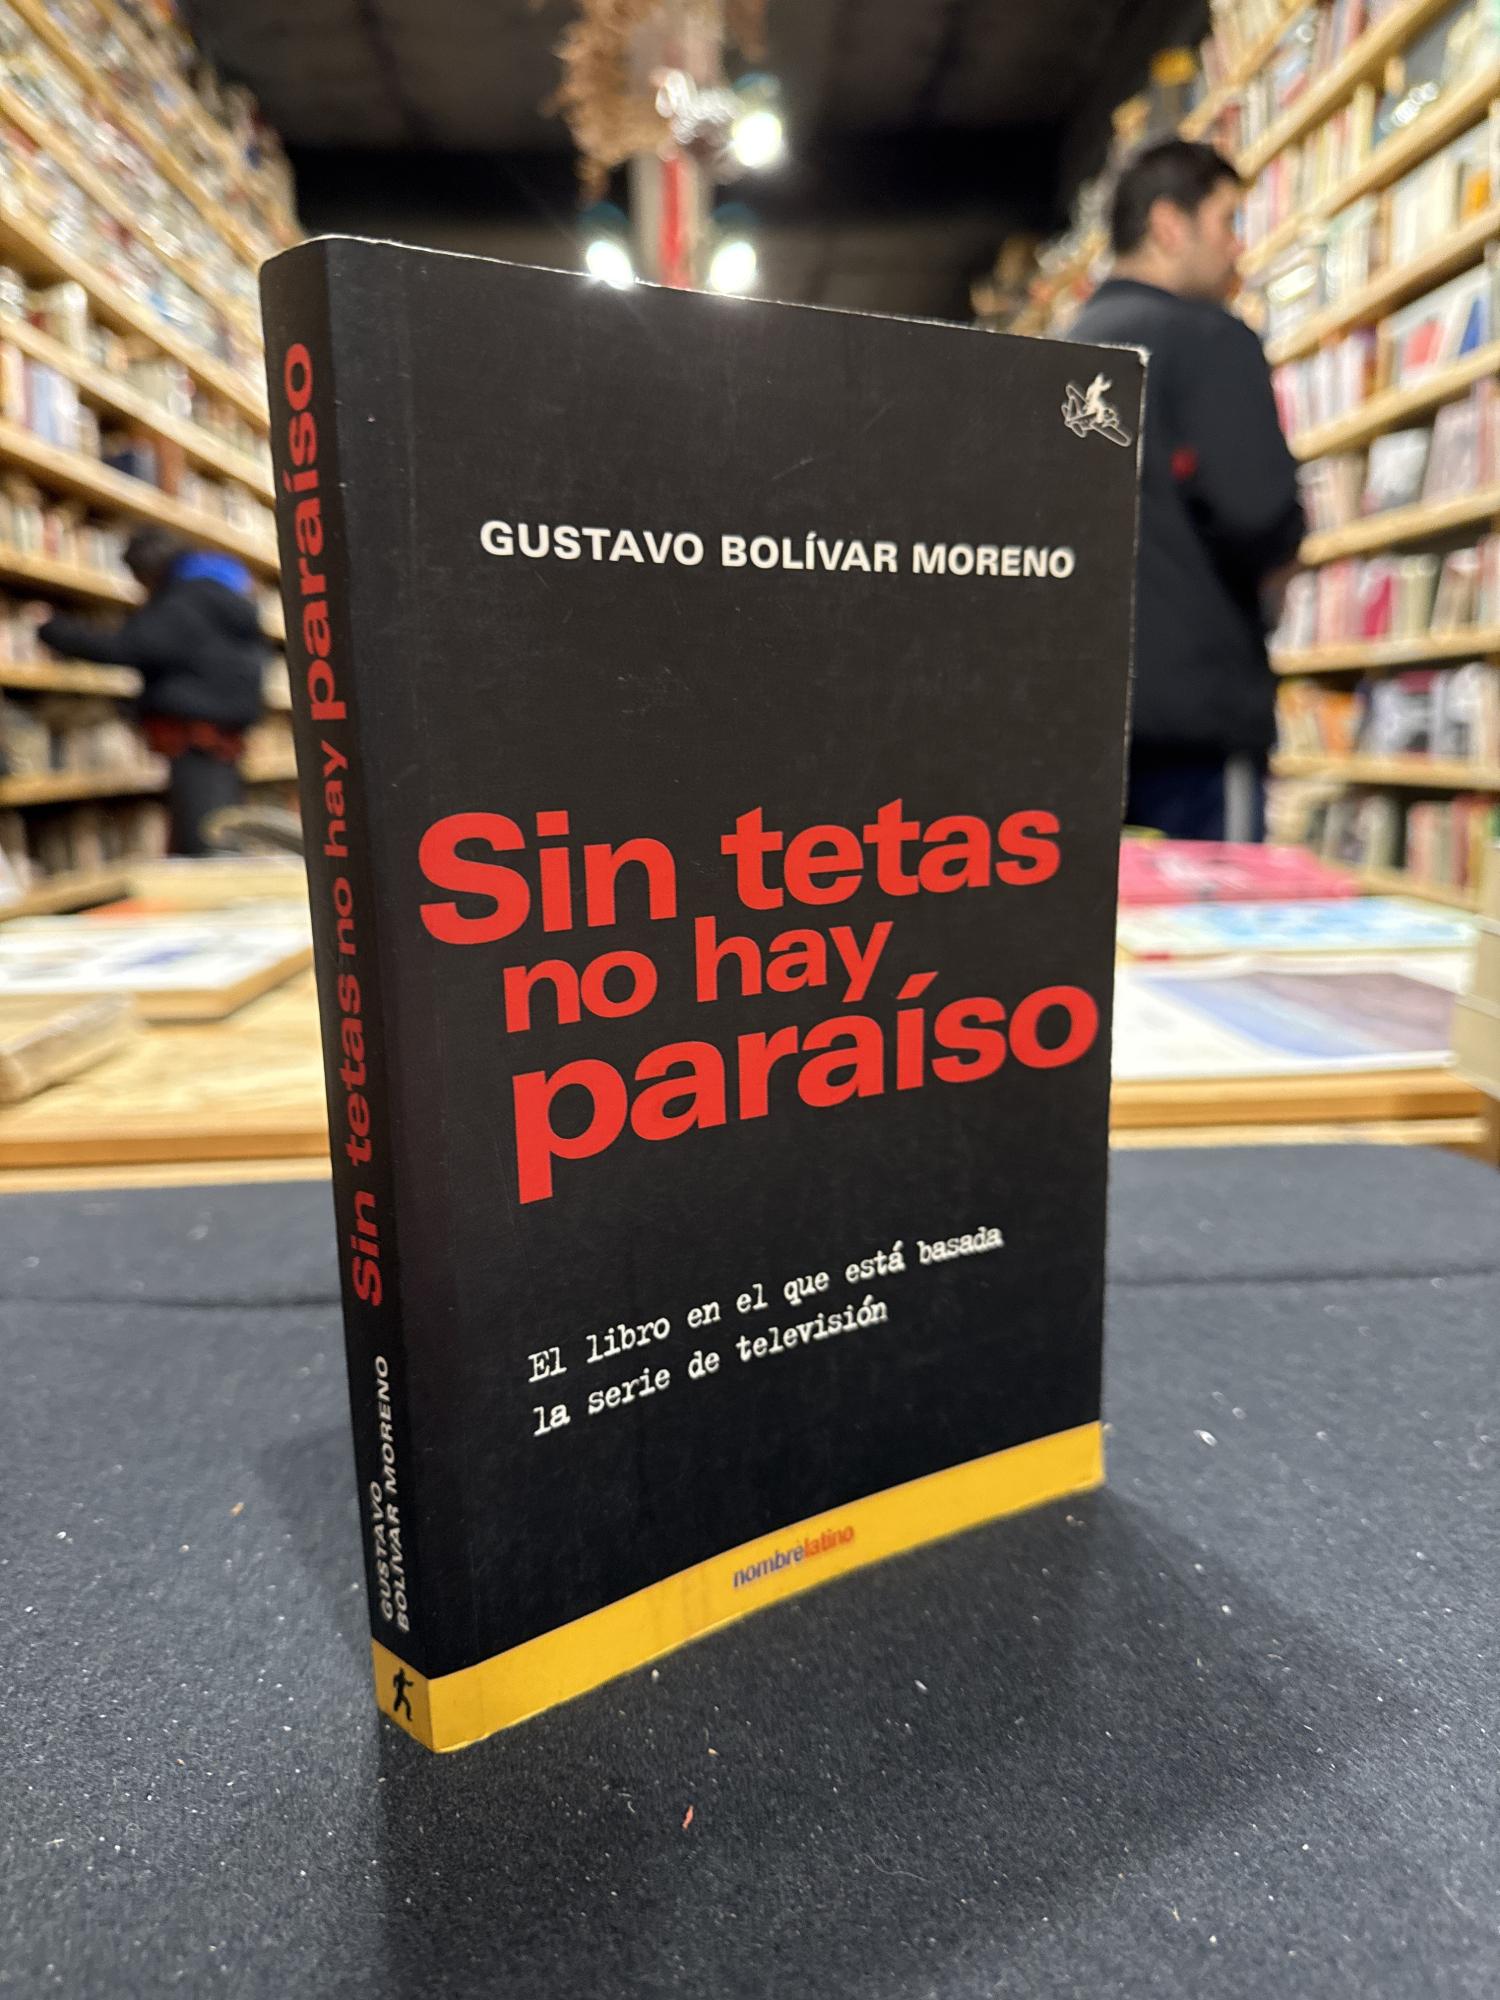 GUSTAVO BOLÍVAR MORENO
Sin tetas
no hay
paraíso
El libro en el que está basada
la serie de televisión
nombrelatino
Sin tetas no hay paraíso
GUSTAVO
BOLÍVAR MORENO